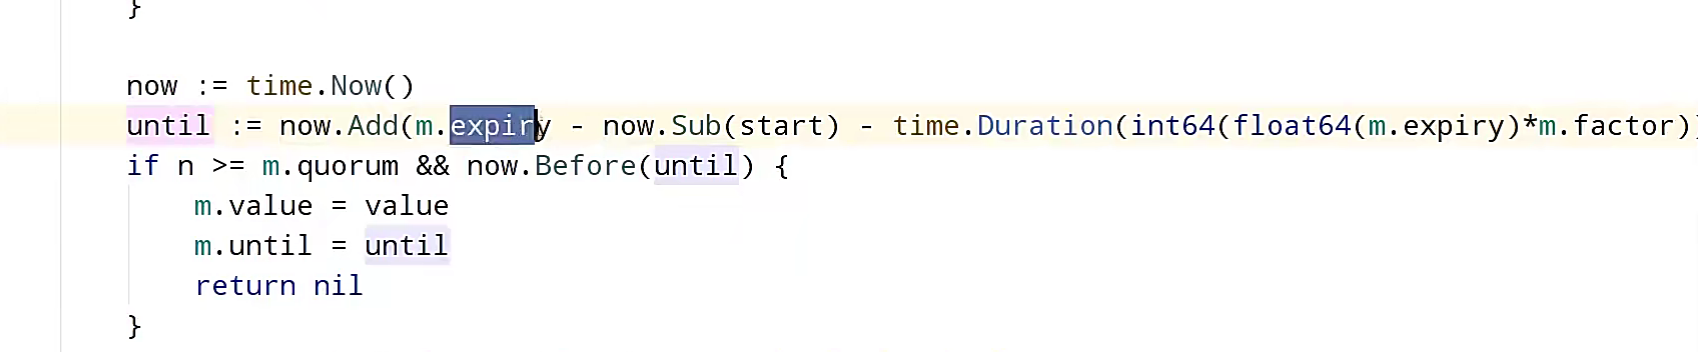 }
now := time.Now()
until := now.Add(m.expiry - now.Sub(start) - time.Duration(int64(float64(m.expiry)*m.factor))
if n >= m.quorum && now.Before(until) {
m.value = value
m.until = until
return nil
}